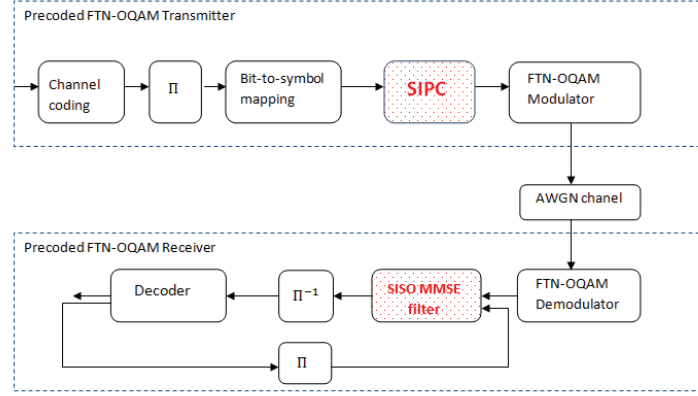 Precoded FTN-OQAM Transmitter
Channel
coding
Π
Bit-to-symbol
mapping
SIPC
FTN-OQAM
Modulator
AWGN chanel
Precoded FTN-OQAM Receiver
Decoder
Π⁻¹
SISO MMSE
filter
FTN-OQAM
Demodulator
Π